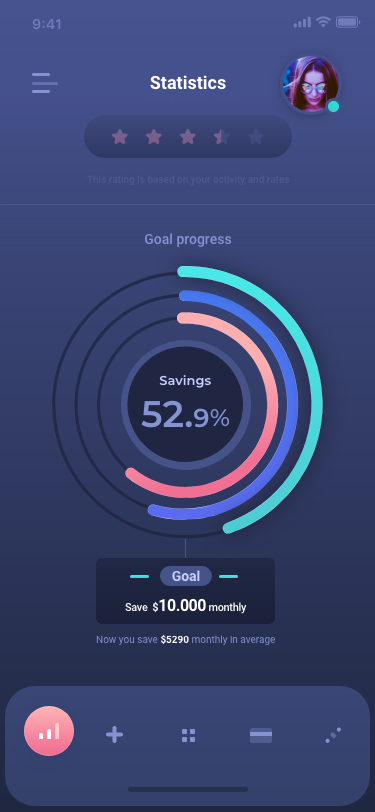 9:41
Statistics
This rating is based on your activity and rates
Goal progress
Savings
52.9%
Goal
Save $10.000 monthly
Now you save $5290 monthly in average